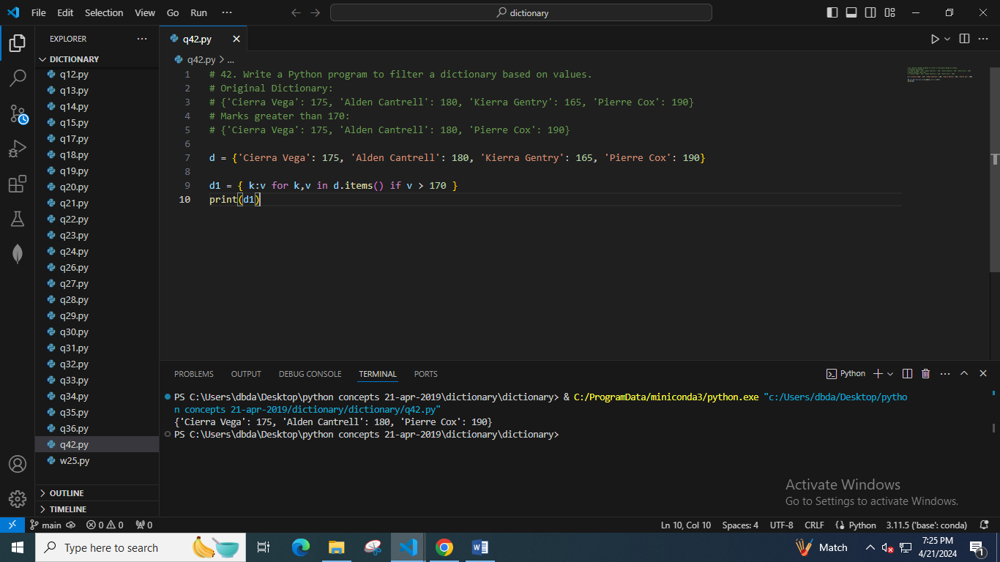 File Edit Selection View Go Run ··· dictionary
EXPLORER ···
DICTIONARY
q12.py
q13.py
q14.py
q15.py
q17.py
q18.py
q19.py
q20.py
q21.py
q22.py
q23.py
q24.py
q26.py
q27.py
q28.py
q29.py
q30.py
q31.py
q32.py
q33.py
q34.py
q35.py
q36.py
q42.py
w25.py
OUTLINE
TIMELINE
q42.py
q42.py > ...
1 # 42. Write a Python program to filter a dictionary based on values.
2 # Original Dictionary:
3 # {'Cierra Vega': 175, 'Alden Cantrell': 180, 'Kierra Gentry': 165, 'Pierre Cox': 190}
4 # Marks greater than 170:
5 # {'Cierra Vega': 175, 'Alden Cantrell': 180, 'Pierre Cox': 190}
6
7 d = {'Cierra Vega': 175, 'Alden Cantrell': 180, 'Kierra Gentry': 165, 'Pierre Cox': 190}
8
9 d1 = { k:v for k,v in d.items() if v > 170 }
10 print(d1)
PROBLEMS OUTPUT DEBUG CONSOLE TERMINAL PORTS Python
PS C:\Users\dbda\Desktop\python concepts 21-apr-2019\dictionary\dictionary> & C:/ProgramData/miniconda3/python.exe "c:/Users/dbda/Desktop/pytho
n concepts 21-apr-2019/dictionary/dictionary/q42.py"
{'Cierra Vega': 175, 'Alden Cantrell': 180, 'Pierre Cox': 190}
PS C:\Users\dbda\Desktop\python concepts 21-apr-2019\dictionary\dictionary>
Activate Windows
Go to Settings to activate Windows.
main 0 0 0 Ln 10, Col 10 Spaces: 4 UTF-8 CRLF Python 3.11.5 ('base': conda)
Type here to search Match 7:25 PM
4/21/2024 1